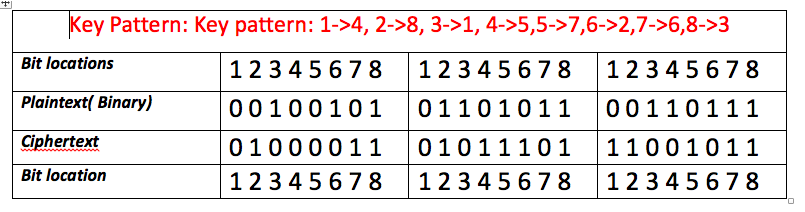 Key Pattern: Key pattern: 1->4, 2->8, 3->1, 4->5,5->7,6->2,7->6,8->3
Bit locations 1 2 3 4 5 6 7 8 1 2 3 4 5 6 7 8 1 2 3 4 5 6 7 8
Plaintext( Binary) 0 0 1 0 0 1 0 1 0 1 1 0 1 0 1 1 0 0 1 1 0 1 1 1
Ciphertext 0 1 0 0 0 0 1 1 0 1 0 1 1 1 0 1 1 1 0 0 1 0 1 1
Bit location 1 2 3 4 5 6 7 8 1 2 3 4 5 6 7 8 1 2 3 4 5 6 7 8